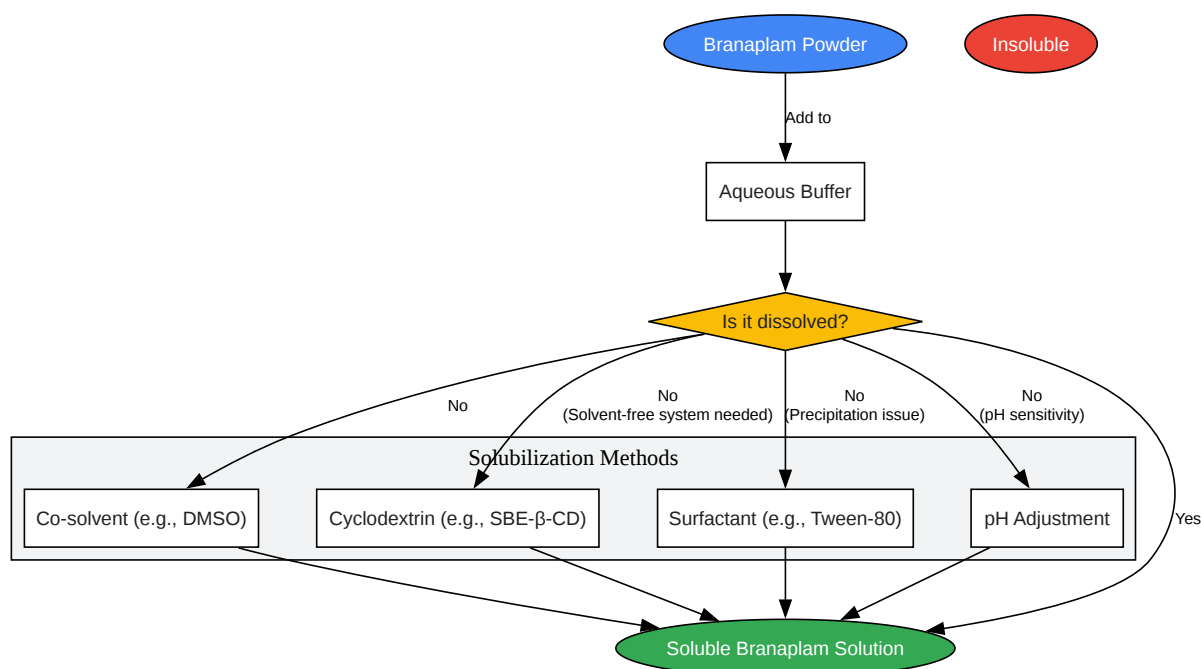 Branaplam Powder
Insoluble
Add to
Aqueous Buffer
Is it dissolved?
No
No
(Solvent-free system needed)
No
(Precipitation issue)
No
(pH sensitivity)
Solubilization Methods
Co-solvent (e.g., DMSO)
Cyclodextrin (e.g., SBE-β-CD)
Surfactant (e.g., Tween-80)
pH Adjustment
Yes
Soluble Branaplam Solution